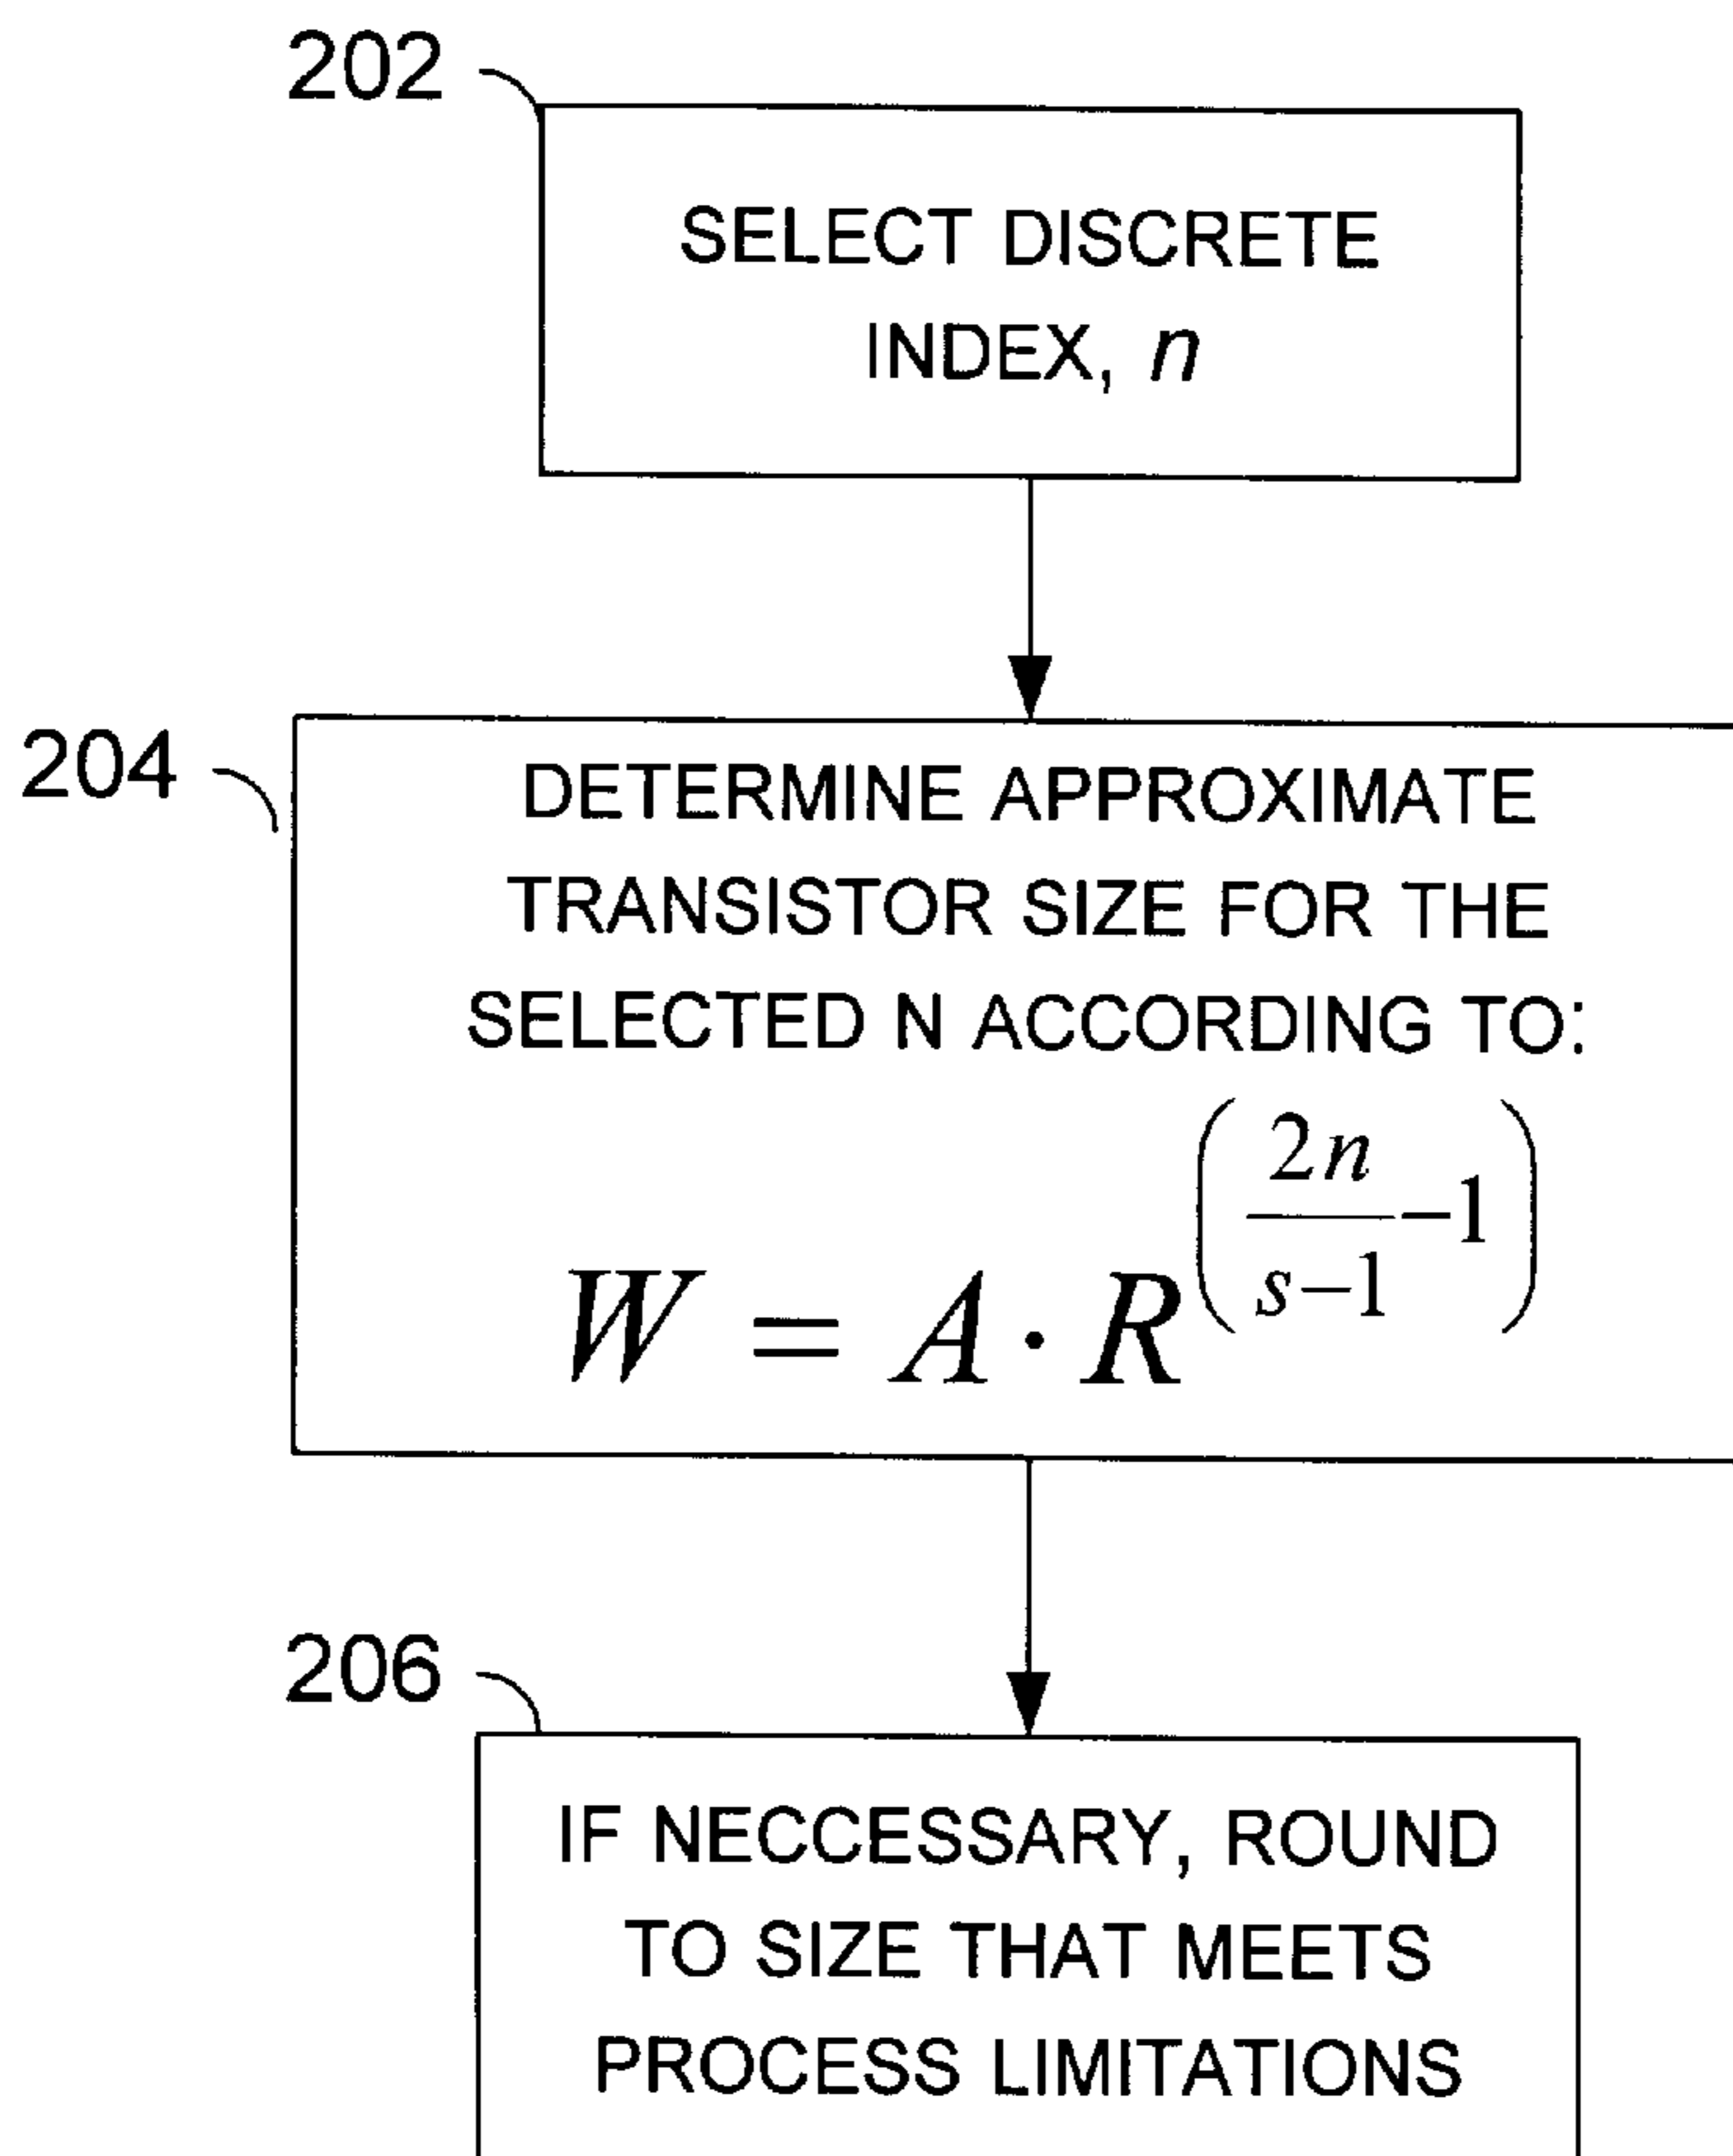 202
SELECT DISCRETE
INDEX, n
204
DETERMINE APPROXIMATE
TRANSISTOR SIZE FOR THE
SELECTED N ACCORDING TO:
W = A · R^(2n/(s−1) −1)
206
IF NECCESSARY, ROUND
TO SIZE THAT MEETS
PROCESS LIMITATIONS